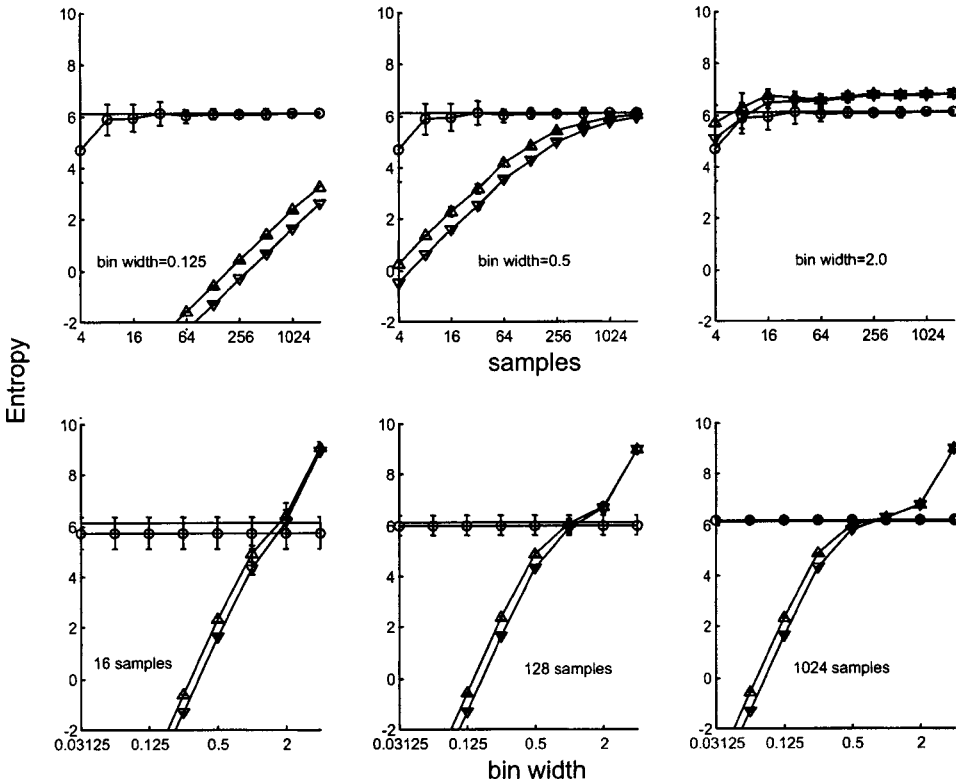 10 10 10
8 8 8
6 6 6
4 4 4
2 2 2
0 0 0
bin width=0.125 bin width=0.5 bin width=2.0
-2 -2 -2
4 16 64 256 1024 4 16 64 256 1024 4 16 64 256 1024
samples
Entropy
10 10 10
8 8 8
6 6 6
4 4 4
2 2 2
16 samples 128 samples 1024 samples
0 0 0
-2 -2 -2
0.03125 0.125 0.5 2 0.03125 0.125 0.5 2 0.03125 0.125 0.5 2
bin width